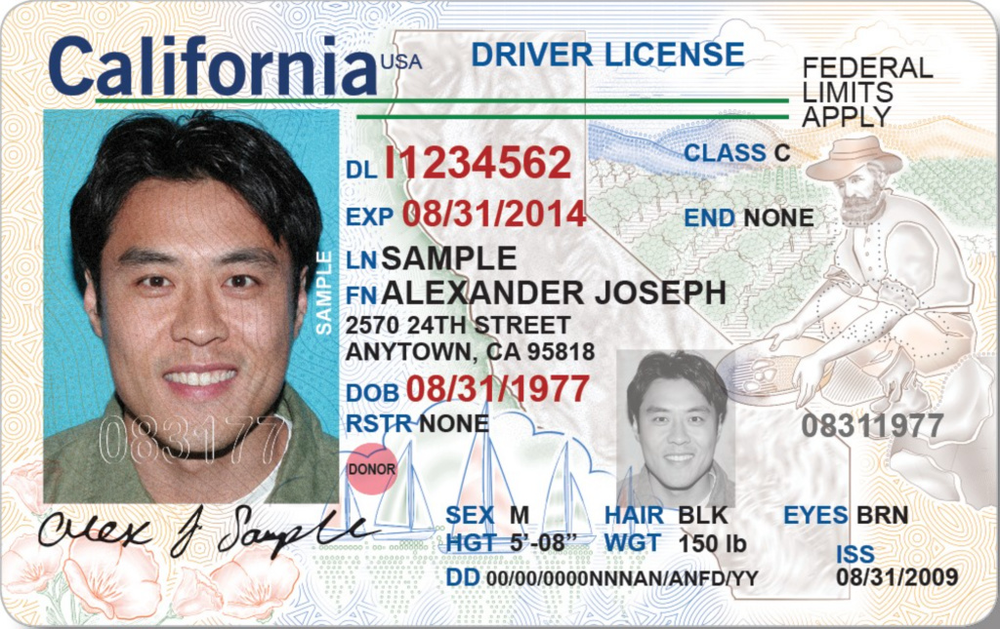 California USA DRIVER LICENSE
FEDERAL
LIMITS
APPLY
DL I1234562
CLASS C
EXP 08/31/2014
END NONE
LN SAMPLE
FN ALEXANDER JOSEPH
2570 24TH STREET
ANYTOWN, CA 95818
DOB 08/31/1977
RSTR NONE
08311977
SAMPLE
083177
DONOR
Alex J Sample
SEX M HAIR BLK EYES BRN
HGT 5'-08" WGT 150 lb
ISS
DD 00/00/0000NNNAN/ANFD/YY 08/31/2009